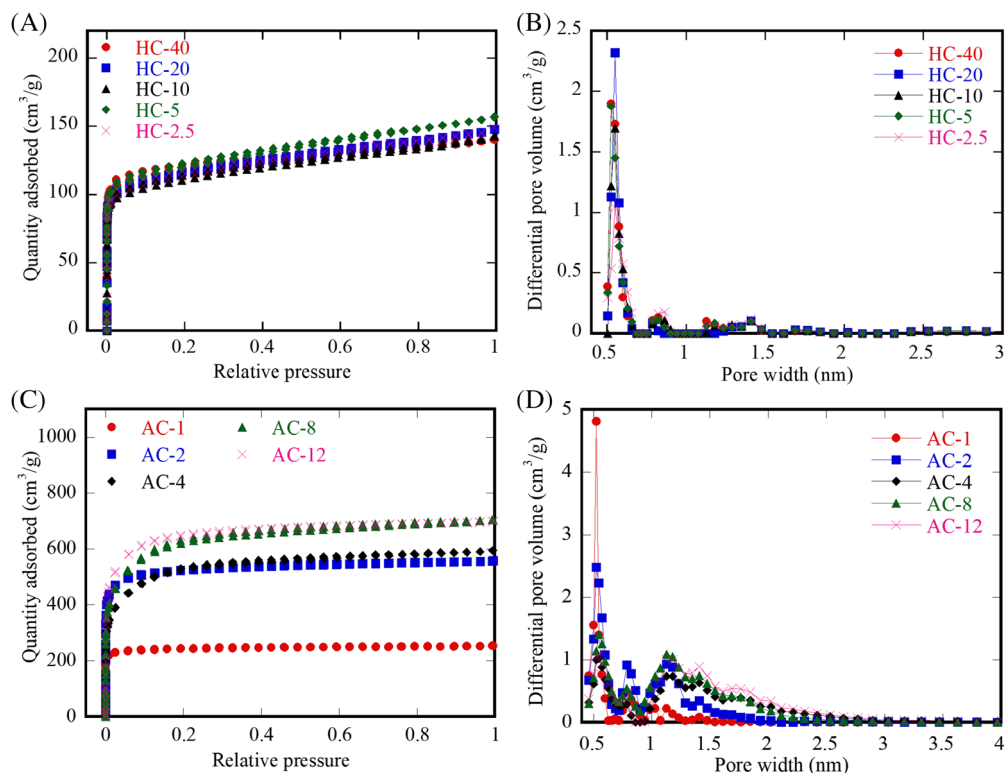 (A)
200
150
100
50
0
Quantity adsorbed (cm³/g)
HC-40
HC-20
HC-10
HC-5
HC-2.5
0
0.2
0.4
0.6
0.8
1
Relative pressure
(B)
2.5
2
1.5
1
0.5
0
Differential pore volume (cm³/g)
HC-40
HC-20
HC-10
HC-5
HC-2.5
0.5
1
1.5
2
2.5
3
Pore width (nm)
(C)
1000
800
600
400
200
0
Quantity adsorbed (cm³/g)
AC-1
AC-2
AC-4
AC-8
AC-12
0
0.2
0.4
0.6
0.8
1
Relative pressure
(D)
5
4
3
2
1
0
Differential pore volume (cm³/g)
AC-1
AC-2
AC-4
AC-8
AC-12
0.5
1
1.5
2
2.5
3
3.5
4
Pore width (nm)